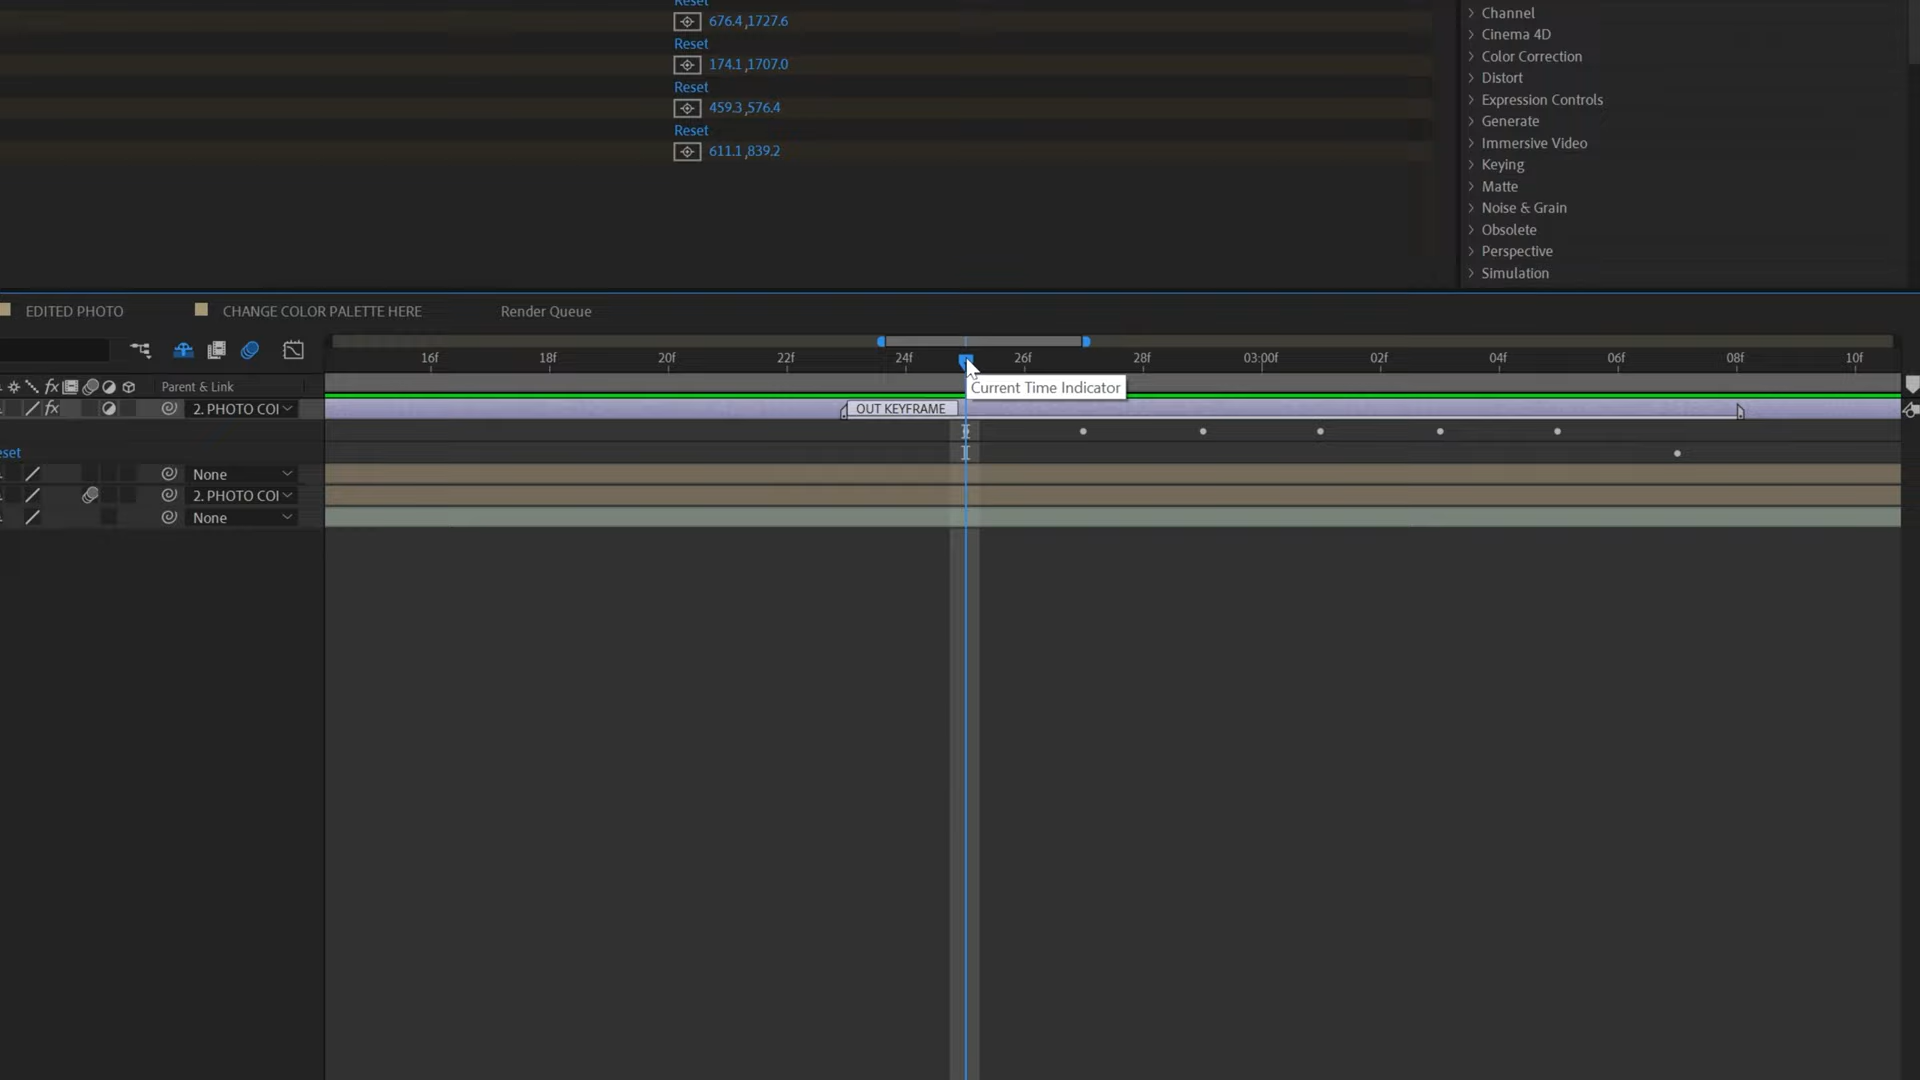 Reset
676.4,1727.6
Reset
174.1,1707.0
Reset
459.3,576.4
Reset
611.1,839.2
Channel
Cinema 4D
Color Correction
Distort
Expression Controls
Generate
Immersive Video
Keying
Matte
Noise & Grain
Obsolete
Perspective
Simulation
EDITED PHOTO CHANGE COLOR PALETTE HERE Render Queue
16f 18f 20f 22f 24f 26f 28f 03:00f 02f 04f 06f 08f 10f
fx Parent & Link Current Time Indicator
fx 2. PHOTO COI OUT KEYFRAME
eset
None
2. PHOTO COI
None